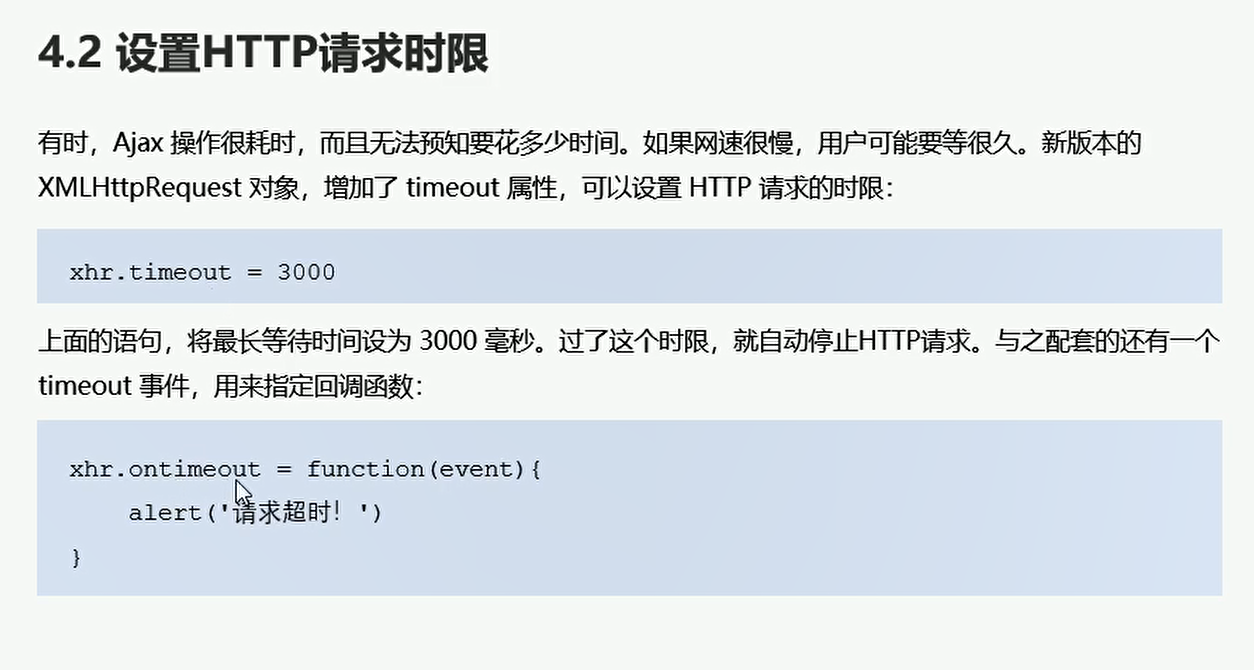 4.2 设置HTTP请求时限
有时，Ajax 操作很耗时，而且无法预知要花多少时间。如果网速很慢，用户可能要等很久。新版本的
XMLHttpRequest 对象，增加了 timeout 属性，可以设置 HTTP 请求的时限：
xhr.timeout = 3000
上面的语句，将最长等待时间设为 3000 毫秒。过了这个时限，就自动停止HTTP请求。与之配套的还有一个
timeout 事件，用来指定回调函数：
xhr.ontimeout = function(event){
    alert('请求超时！')
}